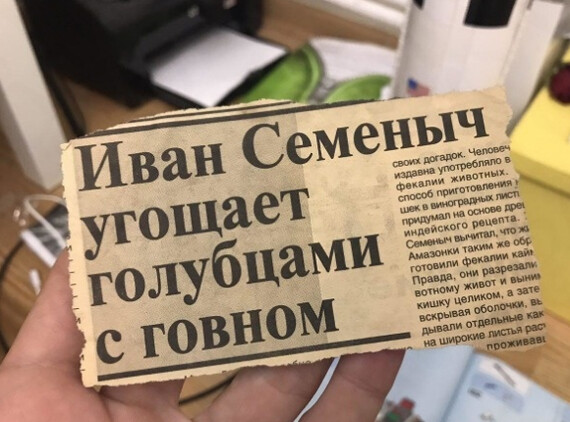 Иван Семеныч
угощает
голубцами
с говном
своих догадок. Человеч
издавна употребляло в
фекалии животных.
способ приготовления
шек в виноградных лист
придумал на основе дре
индейского рецепта.
Семеныч вычитал, что
Амазонки таким же обр
готовили фекалии кай
Правда, они разрезали
вотному живот и выни
кишку целиком, а зате
вскрывая оболочки, вы
дывали отдельные как
на широкие листья рас
проживав